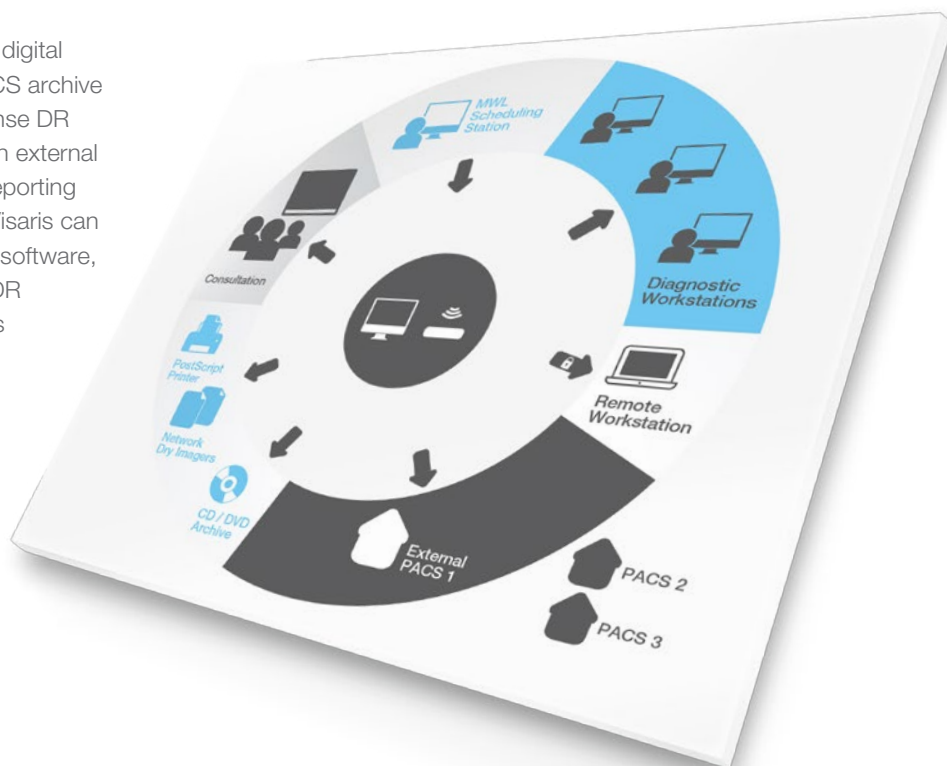 digital
CS archive
nse DR
n external
eporting
isaris can
software,
DR
s
MWL
Scheduling
Station
Diagnostic
Workstations
Consultation
PostScript
Printer
Remote
Workstation
Network
Dry Imagers
CD / DVD
Archive
External
PACS 1
PACS 2
PACS 3